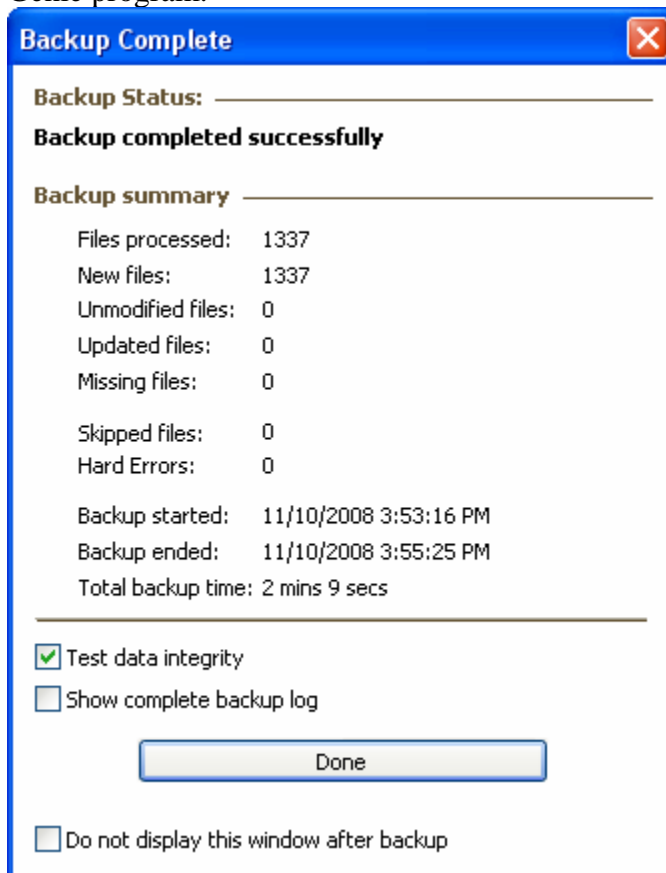 Genie program.
Backup Complete
Backup Status:
Backup completed successfully
Backup summary
Files processed: 1337
New files: 1337
Unmodified files: 0
Updated files: 0
Missing files: 0
Skipped files: 0
Hard Errors: 0
Backup started: 11/10/2008 3:53:16 PM
Backup ended: 11/10/2008 3:55:25 PM
Total backup time: 2 mins 9 secs
Test data integrity
Show complete backup log
Done
Do not display this window after backup